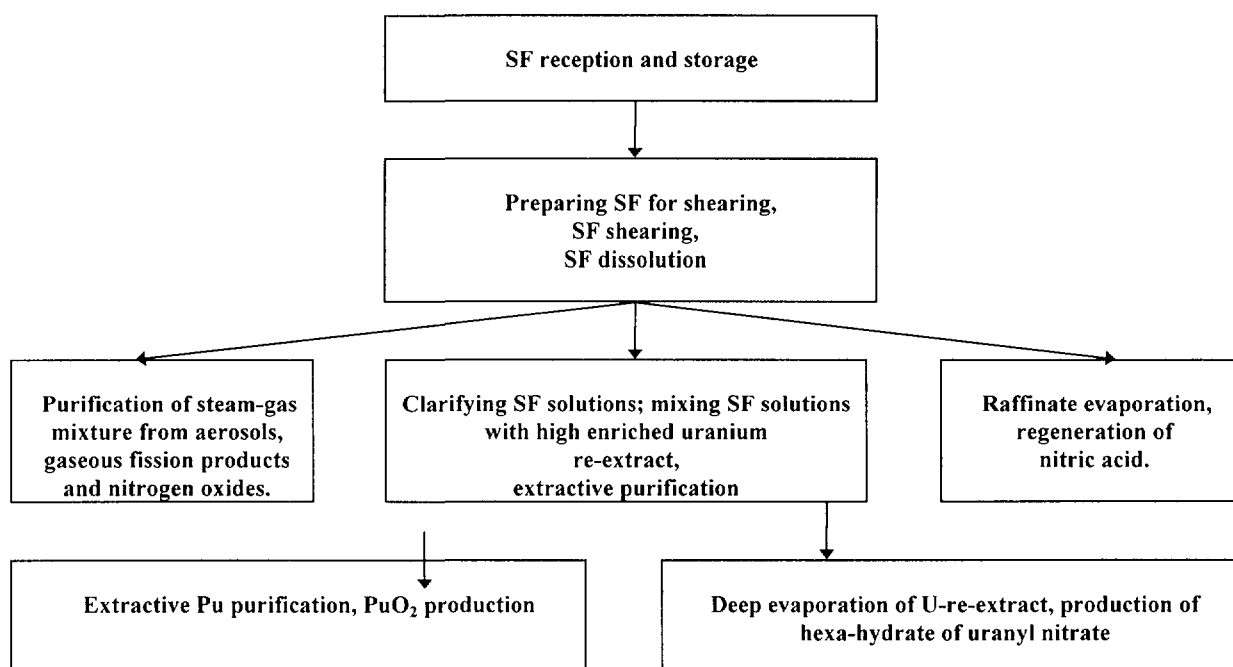 SF reception and storage
Preparing SF for shearing,
SF shearing,
SF dissolution
Purification of steam-gas
mixture from aerosols,
gaseous fission products
and nitrogen oxides.
Clarifying SF solutions; mixing SF solutions
with high enriched uranium
re-extract,
extractive purification
Raffinate evaporation,
regeneration of
nitric acid.
Extractive Pu purification, PuO₂ production
Deep evaporation of U-re-extract, production of
hexa-hydrate of uranyl nitrate